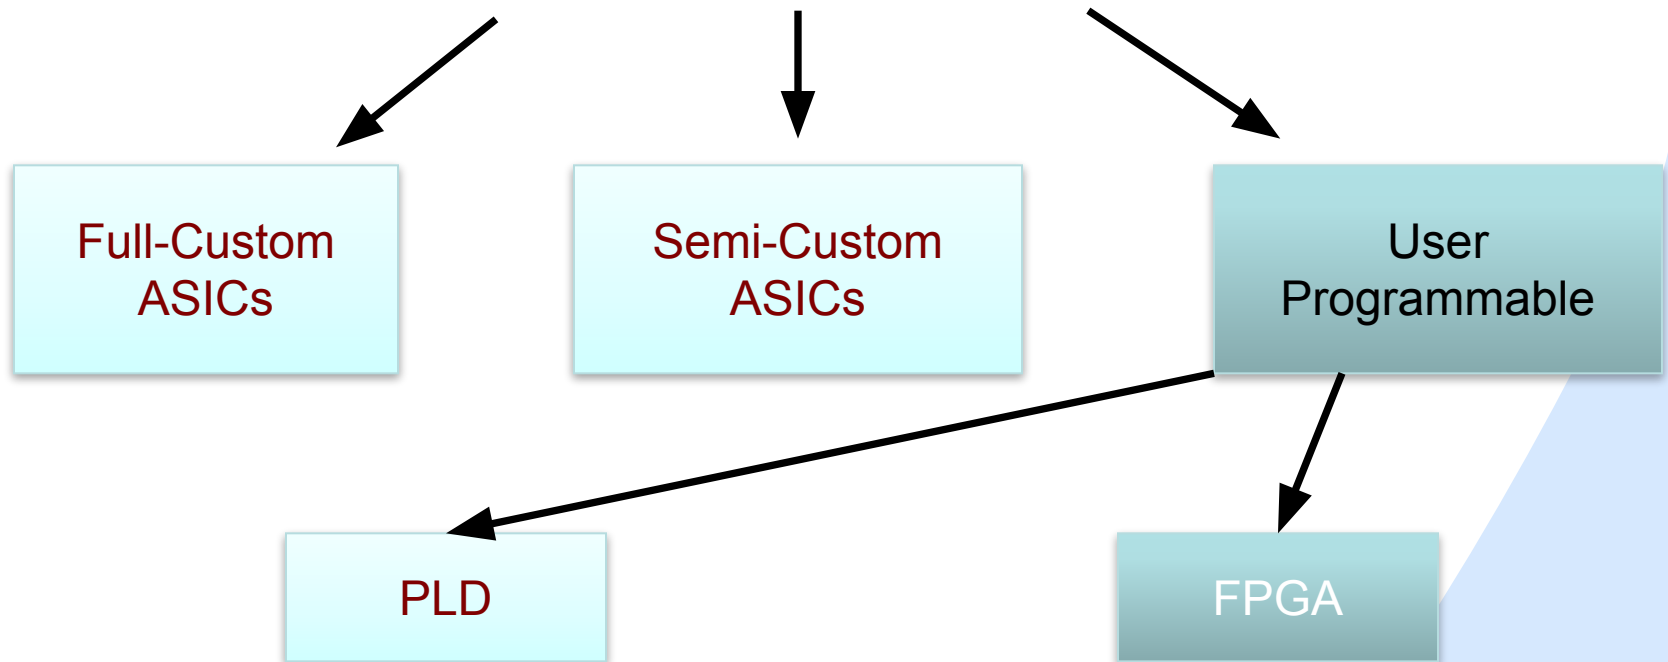 Full-Custom
ASICs
Semi-Custom
ASICs
User
Programmable
PLD
FPGA